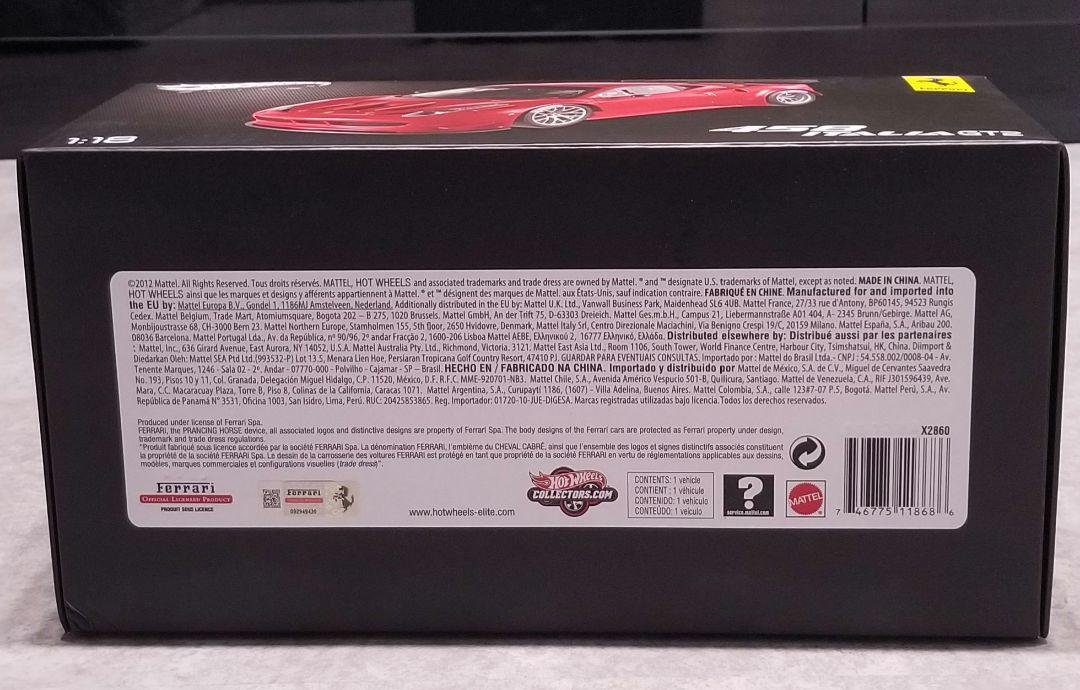 1:18
Ferrari
458
ITALIA GT2
©2012 Mattel. All Rights Reserved. Tous droits réservés. MATTEL, HOT WHEELS and associated trademarks and trade dress are owned by Mattel. ® and ™ designate U.S. trademarks of Mattel, except as noted. MADE IN CHINA. MATTEL,
HOT WHEELS ainsi que les marques et designs y afférents appartiennent à Mattel. ® et ™ désignent des marques de Mattel aux États-Unis, sauf indication contraire. FABRIQUÉ EN CHINE. Manufactured for and imported into
the EU by: Mattel Europa B.V., Gondel 1, 1186MJ Amstelveen, Nederland. Additionally distributed in the EU by: Mattel U.K. Ltd., Vanwall Business Park, Maidenhead SL6 4UB. Mattel France, 27/33 rue d'Antony, BP60145, 94523 Rungis
Cedex. Mattel Belgium, Trade Mart, Atomiumsquare, Bogota 202 – B 275, 1020 Brussels. Mattel GmbH, An der Trift 75, D-63303 Dreieich. Mattel Ges.m.b.H., Campus 21, Liebermannstraße A01 404, A- 2345 Brunn/Gebirge. Mattel AG,
Monbijoustrasse 68, CH-3000 Bern 23. Mattel Northern Europe, Stamholmen 155, 5th floor, 2650 Hvidovre, Denmark, Mattel Italy Srl, Centro Direzionale Maciachini, Via Benigno Crespi 19/C, 20159 Milano. Mattel España, S.A., Aribau 200.
08036 Barcelona. Mattel Portugal Lda., Av. da República, nº 90/96, 2º andar Fracção 2, 1600-206 Lisboa Mattel AEBE, Ελληνικού 2, 16777 Ελληνικό, Ελλάδα. Distributed elsewhere by: Distribué aussi par les partenaires
: Mattel, Inc., 636 Girard Avenue, East Aurora, NY 14052, U.S.A. Mattel Australia Pty. Ltd., Richmond, Victoria. 3121. Mattel East Asia Ltd., Room 1106, South Tower, World Finance Centre, Harbour City, Tsimshatsui, HK, China. Diimport &
Diedarkan Oleh: Mattel SEA Ptd Ltd.(993532-P) Lot 13.5, Menara Lien Hoe, Persiaran Tropicana Golf Country Resort, 47410 PJ. GUARDAR PARA EVENTUAIS CONSULTAS. Importado por : Mattel do Brasil Ltda.- CNPJ : 54.558.002/0008-04 - Av.
Tenente Marques, 1246 - Sala 02 - 2º. Andar - 07770-000 - Polvilho - Cajamar - SP – Brasil. HECHO EN / FABRICADO NA CHINA. Importado y distribuido por Mattel de México, S.A. de C.V., Miguel de Cervantes Saavedra
No. 193, Pisos 10 y 11, Col. Granada, Delegación Miguel Hidalgo, C.P. 11520, México, D.F. R.F.C. MME-920701-NB3. Mattel Chile, S.A., Avenida Américo Vespucio 501-B, Quilicura, Santiago. Mattel de Venezuela, C.A., RIF J301596439, Ave.
Mara, C.C. Macaracuay Plaza, Torre B, Piso 8, Colinas de la California, Caracas 1071. Mattel Argentina, S.A., Curupaytí 1186, (1607) - Villa Adelina, Buenos Aires. Mattel Colombia, S.A., calle 123#7-07 P.5, Bogotá. Mattel Perú, S.A., Av.
República de Panamá N° 3531, Oficina 1003, San Isidro, Lima, Perú. RUC: 20425853865. Reg. Importador: 01720-10-JUE-DIGESA. Marcas registradas utilizadas bajo licencia. Todos los derechos reservados.
Produced under license of Ferrari Spa.
FERRARI, the PRANCING HORSE device, all associated logos and distinctive designs are property of Ferrari Spa. The body designs of the Ferrari cars are protected as Ferrari property under design,
trademark and trade dress regulations.
"Produit fabriqué sous licence accordée par la société FERRARI Spa. La dénomination FERRARI, l'emblème du CHEVAL CABRÉ, ainsi que l'ensemble des logos et signes distinctifs associés constituent
la propriété de la société FERRARI Spa. Le dessin de la carrosserie des voitures FERRARI est protégé en tant que propriété de la société FERRARI en vertu de réglementations applicables aux dessins,
modèles, marques commerciales et configurations visuelles (trade dress)".
X2860
Ferrari
OFFICIAL LICENSED PRODUCT
PRODUIT SOUS LICENCE
Ferrari
www.hotwheels-elite.com
Hot Wheels
COLLECTORS.COM
CONTENTS: 1 vehicle
CONTIENT : 1 véhicule
CONTENIDO: 1 vehículo
CONTEÚDO: 1 veículo
?
service.mattel.com
MATTEL
7 46775 11868 6